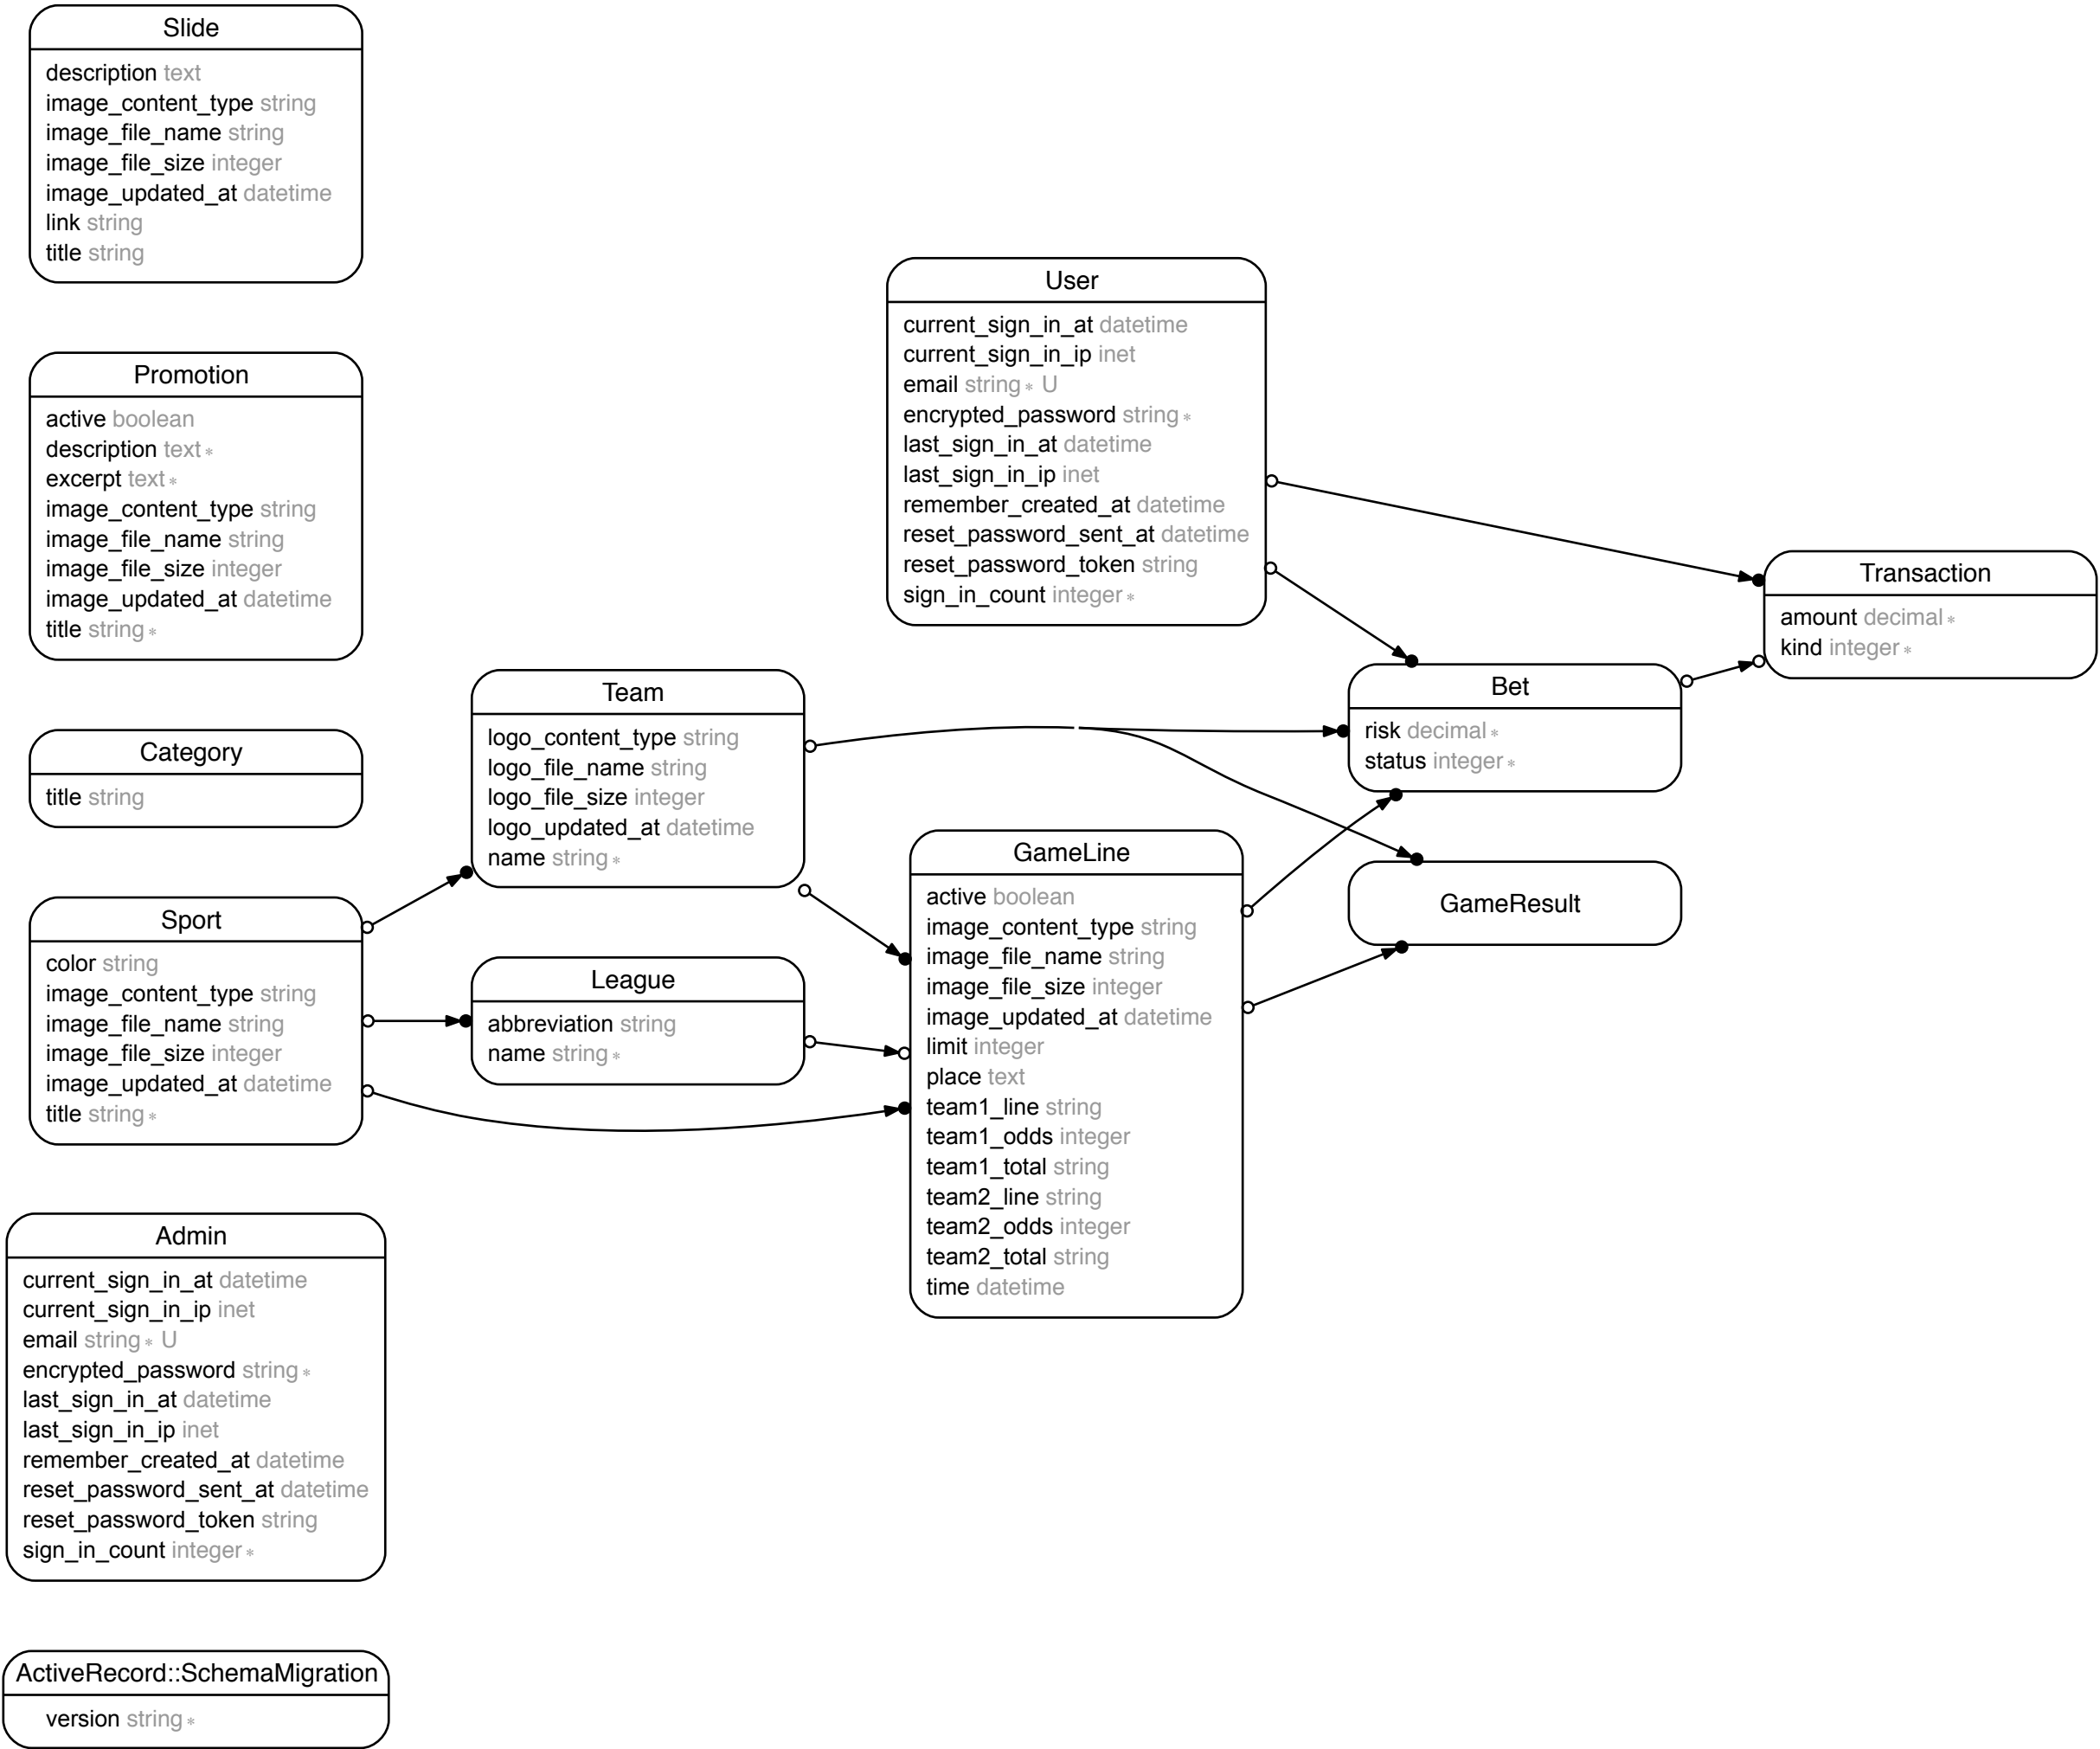 Slide
description text
image_content_type string
image_file_name string
image_file_size integer
image_updated_at datetime
link string
title string
Promotion
active boolean
description text *
excerpt text *
image_content_type string
image_file_name string
image_file_size integer
image_updated_at datetime
title string *
Category
title string
Sport
color string
image_content_type string
image_file_name string
image_file_size integer
image_updated_at datetime
title string *
Admin
current_sign_in_at datetime
current_sign_in_ip inet
email string * U
encrypted_password string *
last_sign_in_at datetime
last_sign_in_ip inet
remember_created_at datetime
reset_password_sent_at datetime
reset_password_token string
sign_in_count integer *
ActiveRecord::SchemaMigration
version string *
Team
logo_content_type string
logo_file_name string
logo_file_size integer
logo_updated_at datetime
name string *
League
abbreviation string
name string *
User
current_sign_in_at datetime
current_sign_in_ip inet
email string * U
encrypted_password string *
last_sign_in_at datetime
last_sign_in_ip inet
remember_created_at datetime
reset_password_sent_at datetime
reset_password_token string
sign_in_count integer *
GameLine
active boolean
image_content_type string
image_file_name string
image_file_size integer
image_updated_at datetime
limit integer
place text
team1_line string
team1_odds integer
team1_total string
team2_line string
team2_odds integer
team2_total string
time datetime
Bet
risk decimal *
status integer *
GameResult
Transaction
amount decimal *
kind integer *